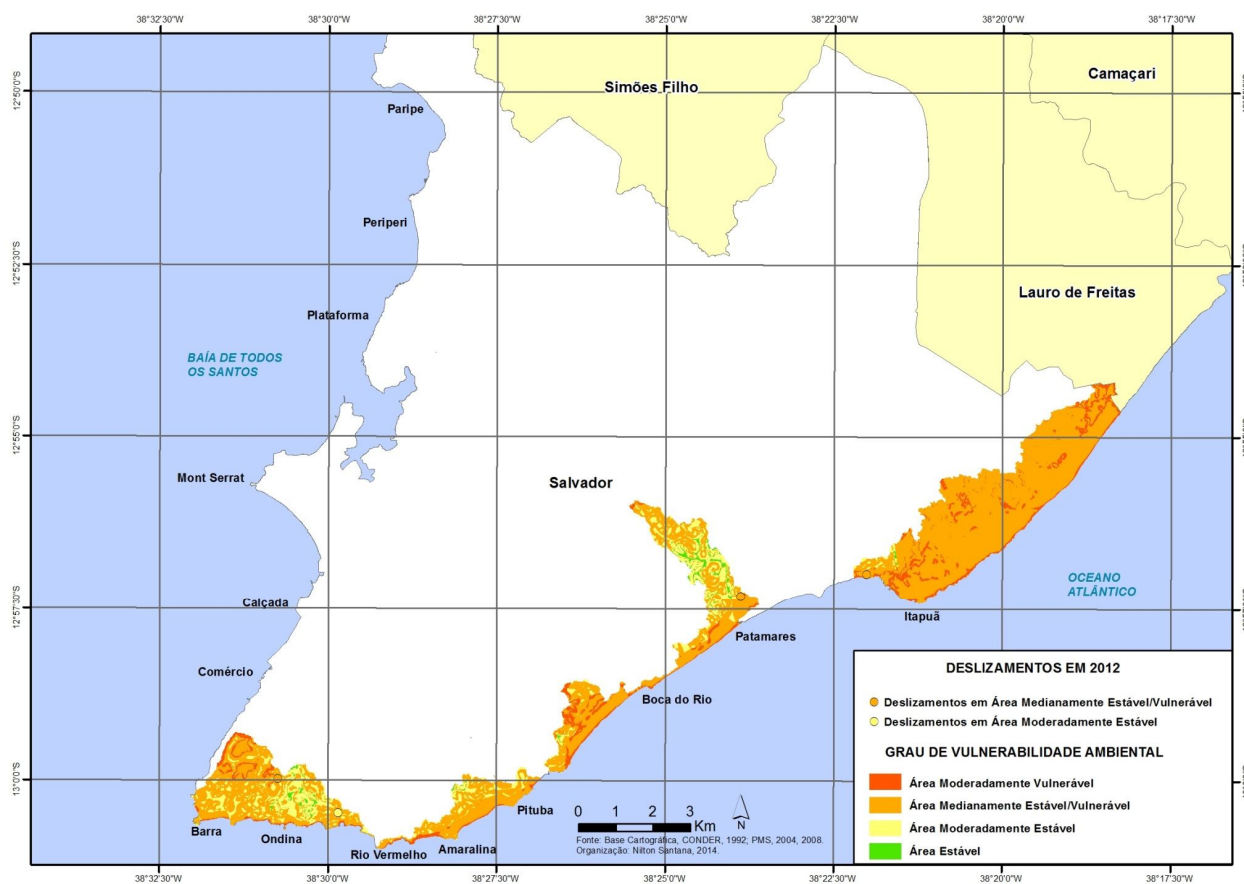 38°32'30"W 38°30'0"W 38°27'30"W 38°25'0"W 38°22'30"W 38°20'0"W 38°17'30"W
Camaçari
Simões Filho
12°50'0"S
Paripe
Periperi
12°52'30"S
Lauro de Freitas
Plataforma
BAÍA DE TODOS
OS SANTOS
12°55'0"S
Mont Serrat
Salvador
OCEANO
ATLÂNTICO
Calçada
12°57'30"S
Itapuã
Patamares
Comércio
Boca do Rio
DESLIZAMENTOS EM 2012
Deslizamentos em Área Medianamente Estável/Vulnerável
Deslizamentos em Área Moderadamente Estável
GRAU DE VULNERABILIDADE AMBIENTAL
Área Moderadamente Vulnerável
Área Medianamente Estável/Vulnerável
Área Moderadamente Estável
Área Estável
13°0'0"S
Pituba
Barra
Ondina
Amaralina
Rio Vermelho
0 1 2 3
Km
N
Fonte: Base Cartográfica, CONDER, 1992; PMS, 2004, 2008.
Organização: Nilton Santana, 2014.
38°32'30"W 38°30'0"W 38°27'30"W 38°25'0"W 38°22'30"W 38°20'0"W 38°17'30"W